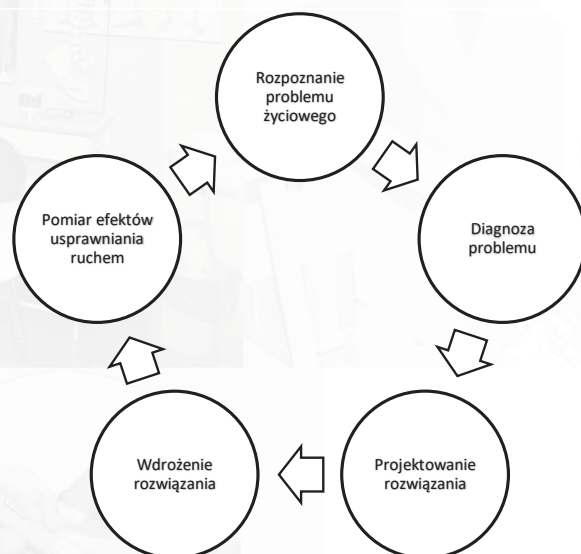 Rozpoznanie
problemu
życiowego
Diagnoza
problemu
Projektowanie
rozwiązania
Wdrożenie
rozwiązania
Pomiar efektów
usprawniania
ruchem